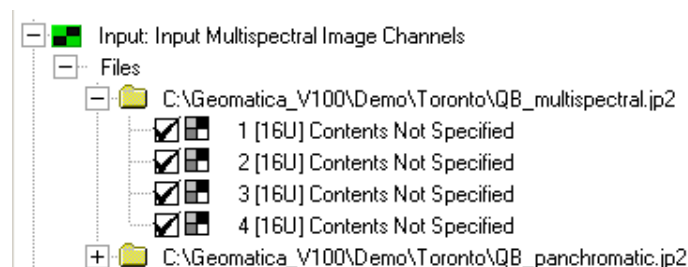 Input: Input Multispectral Image Channels
Files
C:\Geomatica_V100\Demo\Toronto\QB_multispectral.jp2
1 [16U] Contents Not Specified
2 [16U] Contents Not Specified
3 [16U] Contents Not Specified
4 [16U] Contents Not Specified
C:\Geomatica_V100\Demo\Toronto\QB_panchromatic.jp2